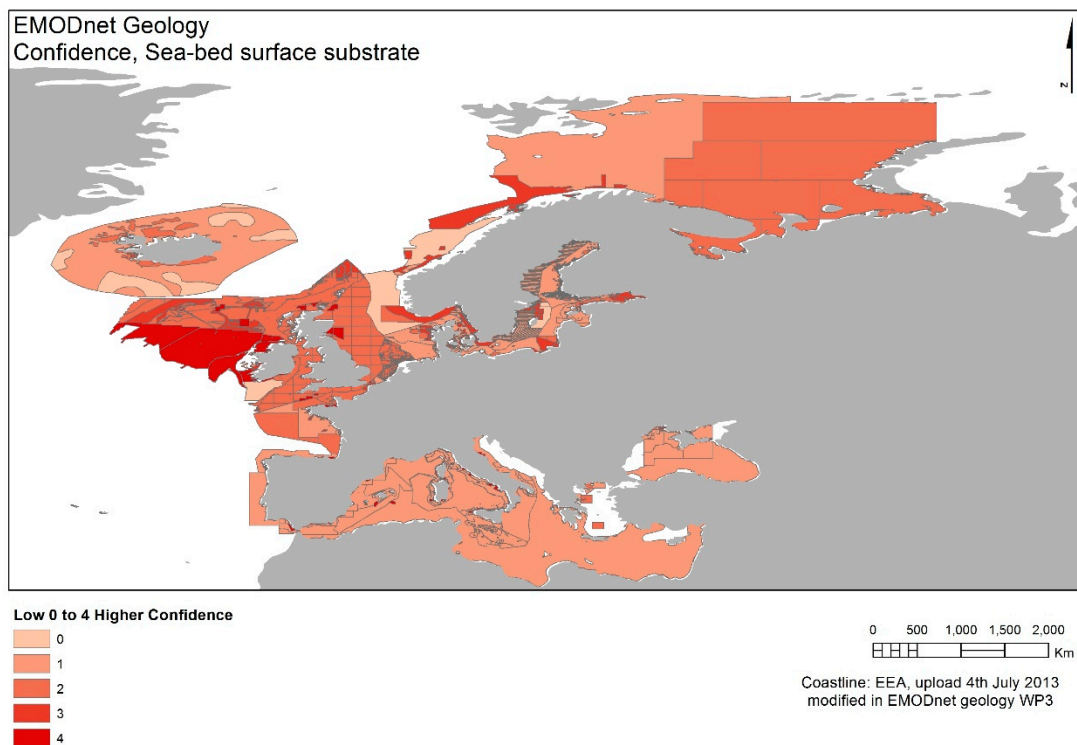 EMODnet Geology
Confidence, Sea-bed surface substrate
N
Low 0 to 4 Higher Confidence
0
1
2
3
4
0 500 1,000 1,500 2,000
Km
Coastline: EEA, upload 4th July 2013
modified in EMODnet geology WP3